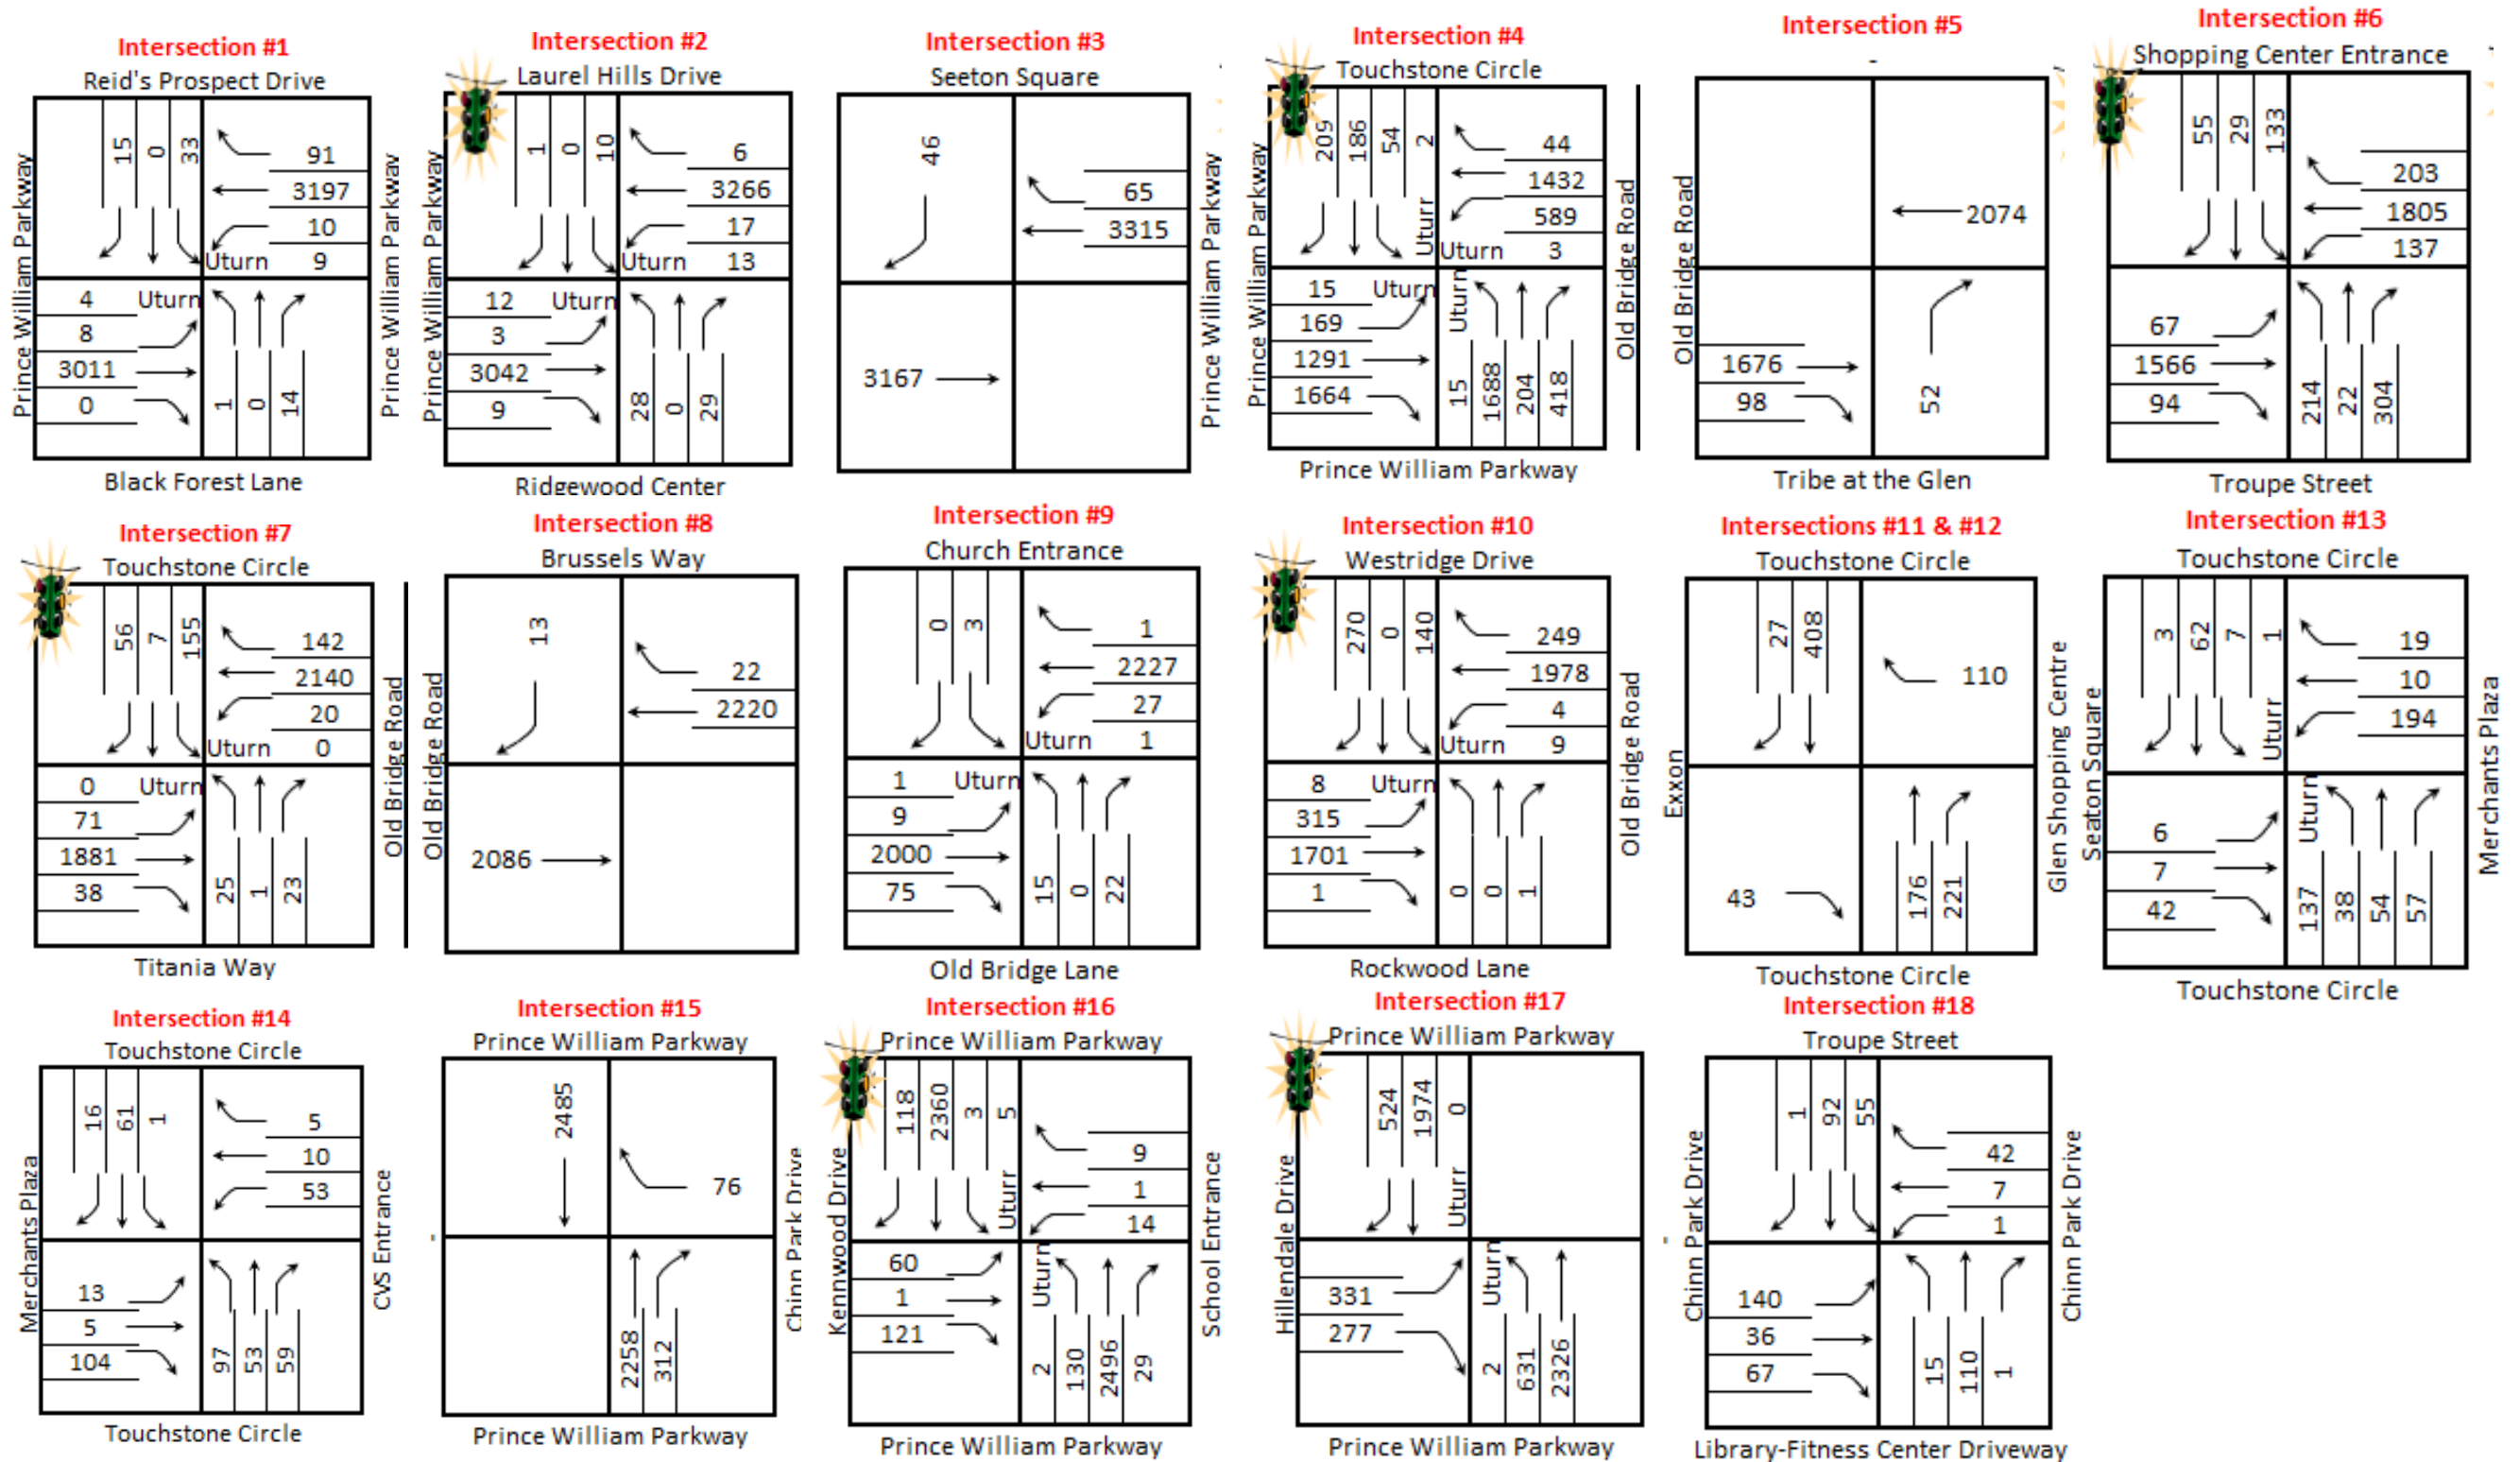 Intersection #1
Reid's Prospect Drive
Prince William Parkway
15 0 33
91
3197
10
Uturn 9
4 Uturn
8
3011
0
1 0 14
Prince William Parkway
Black Forest Lane
Intersection #2
Laurel Hills Drive
Prince William Parkway
1 0 10
6
3266
17
Uturn 13
12 Uturn
3
3042
9
28 0 29
Ridgewood Center
Intersection #3
Seeton Square
46
65
3315
3167
Prince William Parkway
Intersection #4
Touchstone Circle
Prince William Parkway
209 186 54 2
Uturr
44
1432
589
Uturn 3
15 Uturn
169
1291
1664
Uturn
15 1688 204 418
Old Bridge Road
Prince William Parkway
Intersection #5
-
Old Bridge Road
2074
1676
98
52
Tribe at the Glen
Intersection #6
Shopping Center Entrance
55 29 133
203
1805
137
67
1566
94
214 22 304
Troupe Street
Intersection #7
Touchstone Circle
56 7 155
142
2140
20
Uturn 0
0 Uturn
71
1881
38
25 1 23
Old Bridge Road
Titania Way
Intersection #8
Brussels Way
Old Bridge Road
13
22
2220
2086
Intersection #9
Church Entrance
0 3
1
2227
27
Uturn 1
1 Uturn
9
2000
75
15 0 22
Old Bridge Lane
Intersection #10
Westridge Drive
270 0 140
249
1978
4
Uturn 9
8 Uturn
315
1701
1
0 0 1
Old Bridge Road
Rockwood Lane
Intersections #11 & #12
Touchstone Circle
Exxon
27 408
110
43
176 221
Glen Shopping Centre
Touchstone Circle
Intersection #13
Touchstone Circle
Seaton Square
3 62 7 1
Uturr
19
10
194
6
7
42
Uturn
137 38 54 57
Merchants Plaza
Touchstone Circle
Intersection #14
Touchstone Circle
Merchants Plaza
16 61 1
5
10
53
13
5
104
97 53 59
CVS Entrance
Touchstone Circle
Intersection #15
Prince William Parkway
-
2485
76
2258 312
Chinn Park Drive
Prince William Parkway
Intersection #16
Prince William Parkway
Kennwood Drive
118 2360 3 5
Uturr
9
1
14
60
1
121
Uturn
2 130 2496 29
School Entrance
Prince William Parkway
Intersection #17
Prince William Parkway
Hillendale Drive
524 1974 0
Uturr
331
277
Uturn
2 631 2326
-
Prince William Parkway
Intersection #18
Troupe Street
Chinn Park Drive
1 92 55
42
7
1
140
36
67
15 110 1
Chinn Park Drive
Library-Fitness Center Driveway